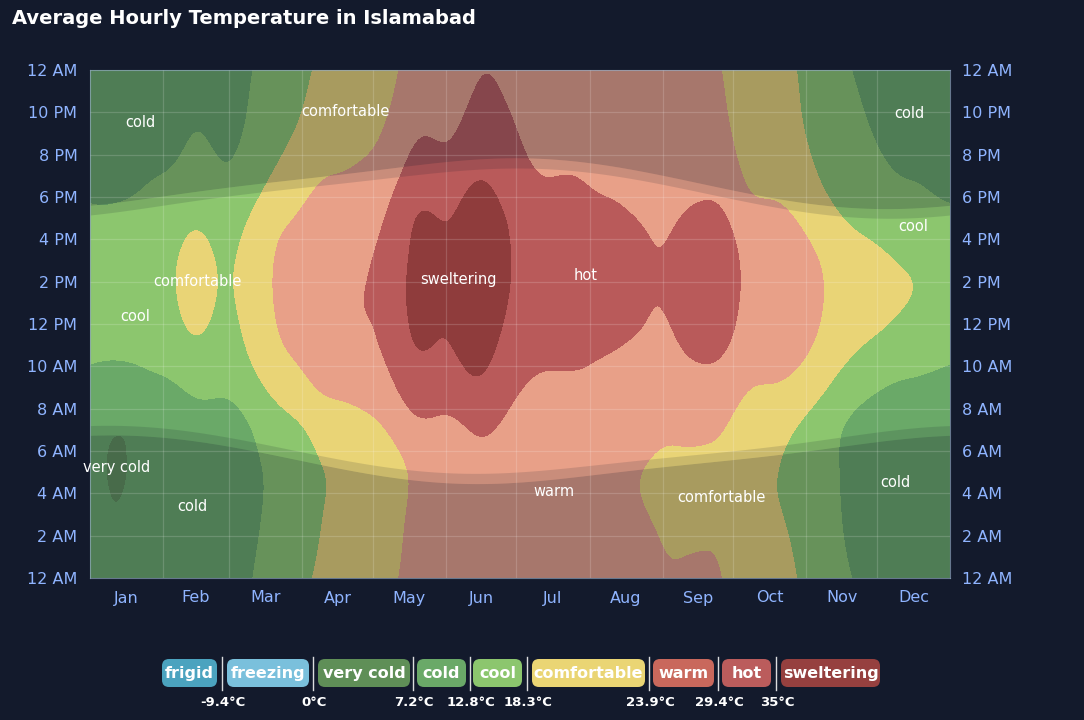 Average Hourly Temperature in Islamabad
12 AM 12 AM
10 PM cold comfortable cold 10 PM
8 PM 8 PM
6 PM 6 PM
4 PM cool 4 PM
2 PM comfortable sweltering hot 2 PM
12 PM cool 12 PM
10 AM 10 AM
8 AM 8 AM
6 AM 6 AM
very cold
4 AM cold warm comfortable cold 4 AM
2 AM 2 AM
12 AM 12 AM
Jan Feb Mar Apr May Jun Jul Aug Sep Oct Nov Dec
frigid freezing very cold cold cool comfortable warm hot sweltering
-9.4°C 0°C 7.2°C 12.8°C 18.3°C 23.9°C 29.4°C 35°C